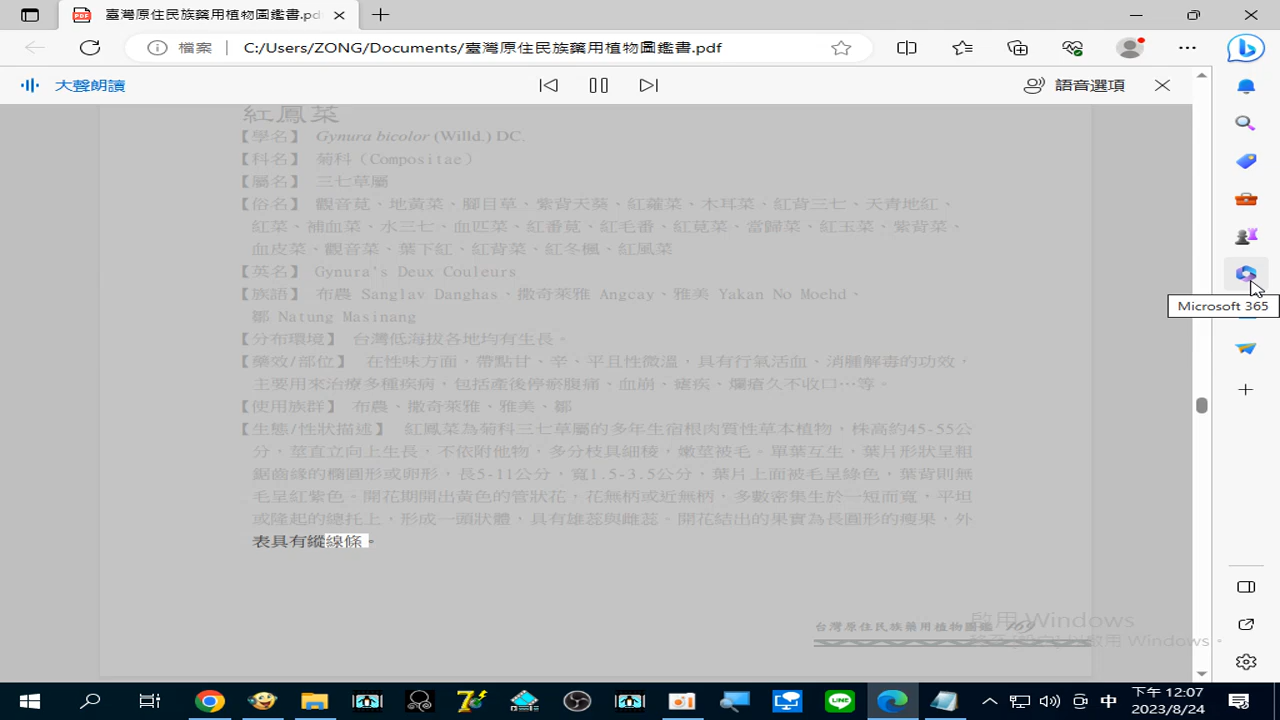 臺灣原住民族藥用植物圖鑑書.pdf
檔案 C:/Users/ZONG/Documents/臺灣原住民族藥用植物圖鑑書.pdf
大聲朗讀
語音選項
紅鳳菜
【學名】 Gynura bicolor (Willd.) DC.
【科名】 菊科（Compositae）
【屬名】 三七草屬
【俗名】 觀音莧、地黃菜、腳目草、紫背天葵、紅蘿菜、木耳菜、紅背三七、天青地紅、
紅菜、補血菜、水三七、血匹菜、紅番莧、紅毛番、紅莧菜、當歸菜、紅玉菜、紫背菜、
血皮菜、觀音菜、葉下紅、紅背菜、紅冬楓、紅風菜
【英名】 Gynura's Deux Couleurs
【族語】 布農 Sanglav Danghas、撒奇萊雅 Angcay、雅美 Yakan No Moehd、
鄒 Natung Masinang
【分布環境】 台灣低海拔各地均有生長。
【藥效/部位】 在性味方面，帶點甘、辛、平且性微溫，具有行氣活血、消腫解毒的功效，
主要用來治療多種疾病，包括產後停瘀腹痛、血崩、痿疾、爛瘡久不收口…等。
【使用族群】 布農、撒奇萊雅、雅美、鄒
【生態/性狀描述】 紅鳳菜為菊科三七草屬的多年生宿根肉質性草本植物，株高約45-55公
分，莖直立向上生長，不依附他物，多分枝具細稜，嫩莖被毛。單葉互生，葉片形狀呈粗
鋸齒緣的橢圓形或卵形，長5-11公分，寬1.5-3.5公分，葉片上面被毛呈綠色，葉背則無
毛呈紅紫色。開花期開出黃色的管狀花，花無柄或近無柄，多數密集生於一短而寬，平坦
或隆起的總托上，形成一頭狀體，具有雄蕊與雌蕊。開花結出的果實為長圓形的瘦果，外
表具有縱線條。
台灣原住民族藥用植物圖鑑 169
啟用 Windows
Microsoft 365
中
下午 12:07
2023/8/24